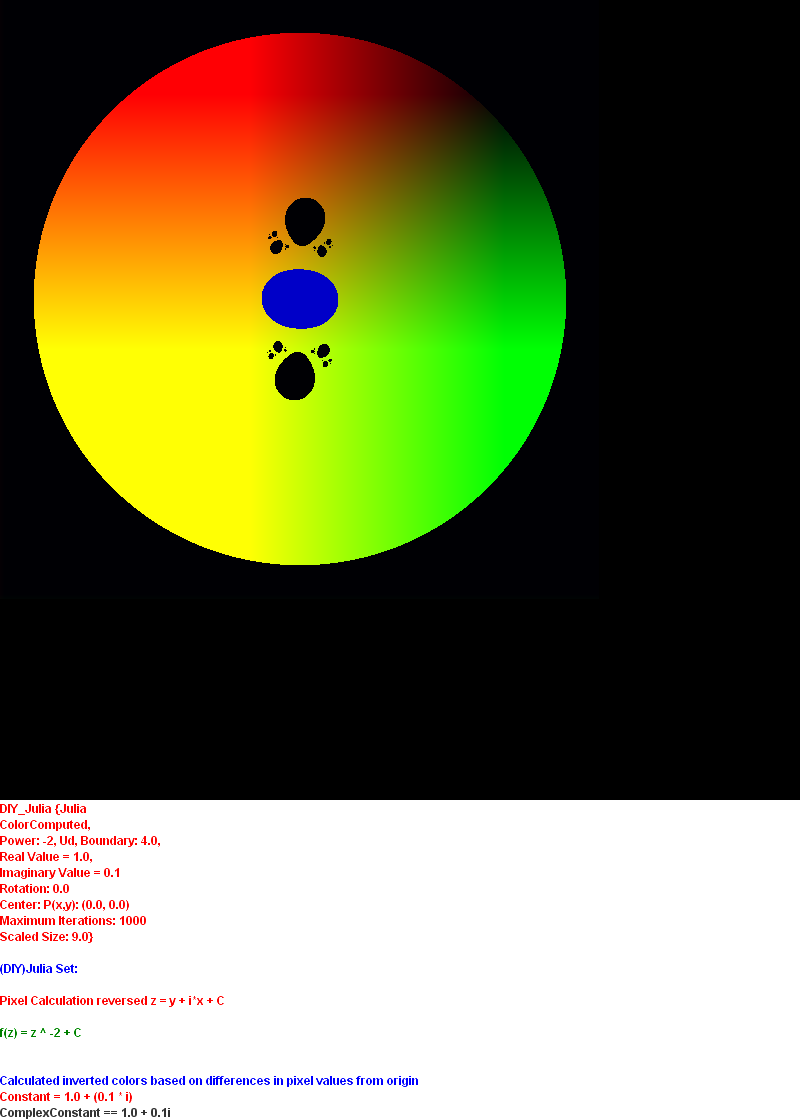 DIY_Julia {Julia
ColorComputed,
Power: -2, Ud, Boundary: 4.0,
Real Value = 1.0,
Imaginary Value = 0.1
Rotation: 0.0
Center: P(x,y): (0.0, 0.0)
Maximum Iterations: 1000
Scaled Size: 9.0}
(DIY)Julia Set:
Pixel Calculation reversed z = y + i*x + C
f(z) = z ^ -2 + C
Calculated inverted colors based on differences in pixel values from origin
Constant = 1.0 + (0.1 * i)
ComplexConstant == 1.0 + 0.1i